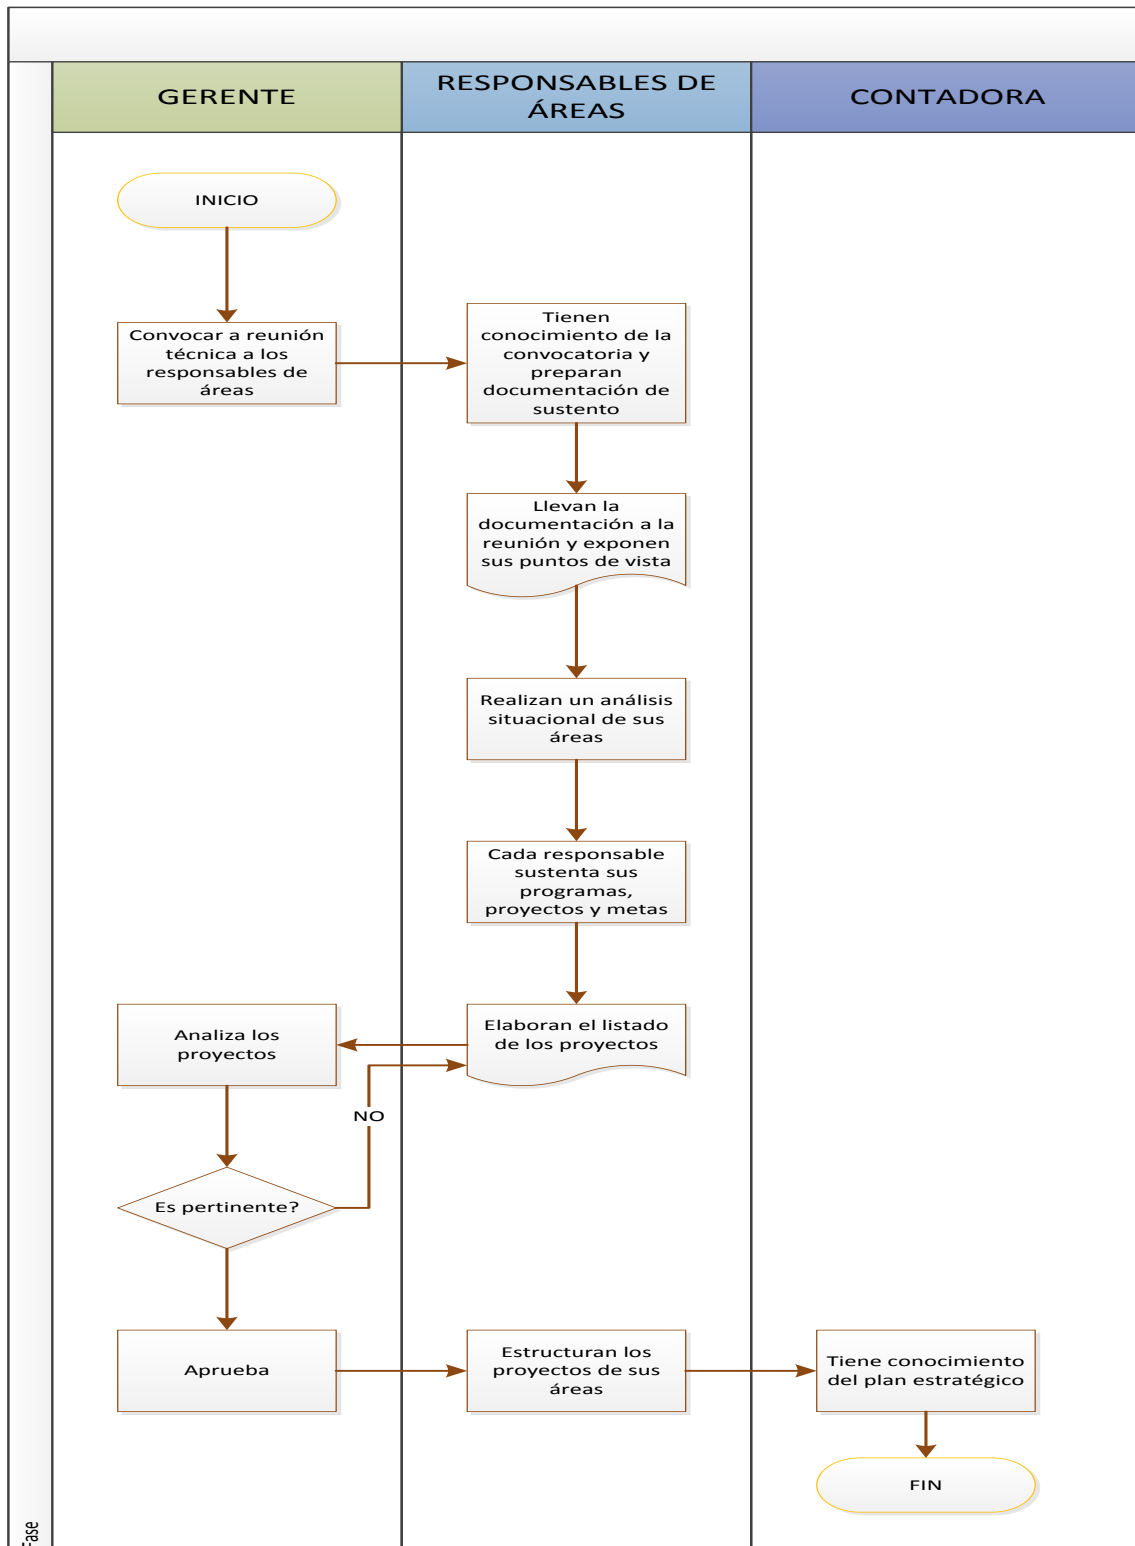 GERENTE
RESPONSABLES DE
ÁREAS
CONTADORA
INICIO
Convocar a reunión
técnica a los
responsables de
áreas
Tienen
conocimiento de la
convocatoria y
preparan
documentación de
sustento
Llevan la
documentación a la
reunión y exponen
sus puntos de vista
Realizan un análisis
situacional de sus
áreas
Cada responsable
sustenta sus
programas,
proyectos y metas
Elaboran el listado
de los proyectos
Analiza los
proyectos
NO
Es pertinente?
Aprueba
Estructuran los
proyectos de sus
áreas
Tiene conocimiento
del plan estratégico
FIN
Fase